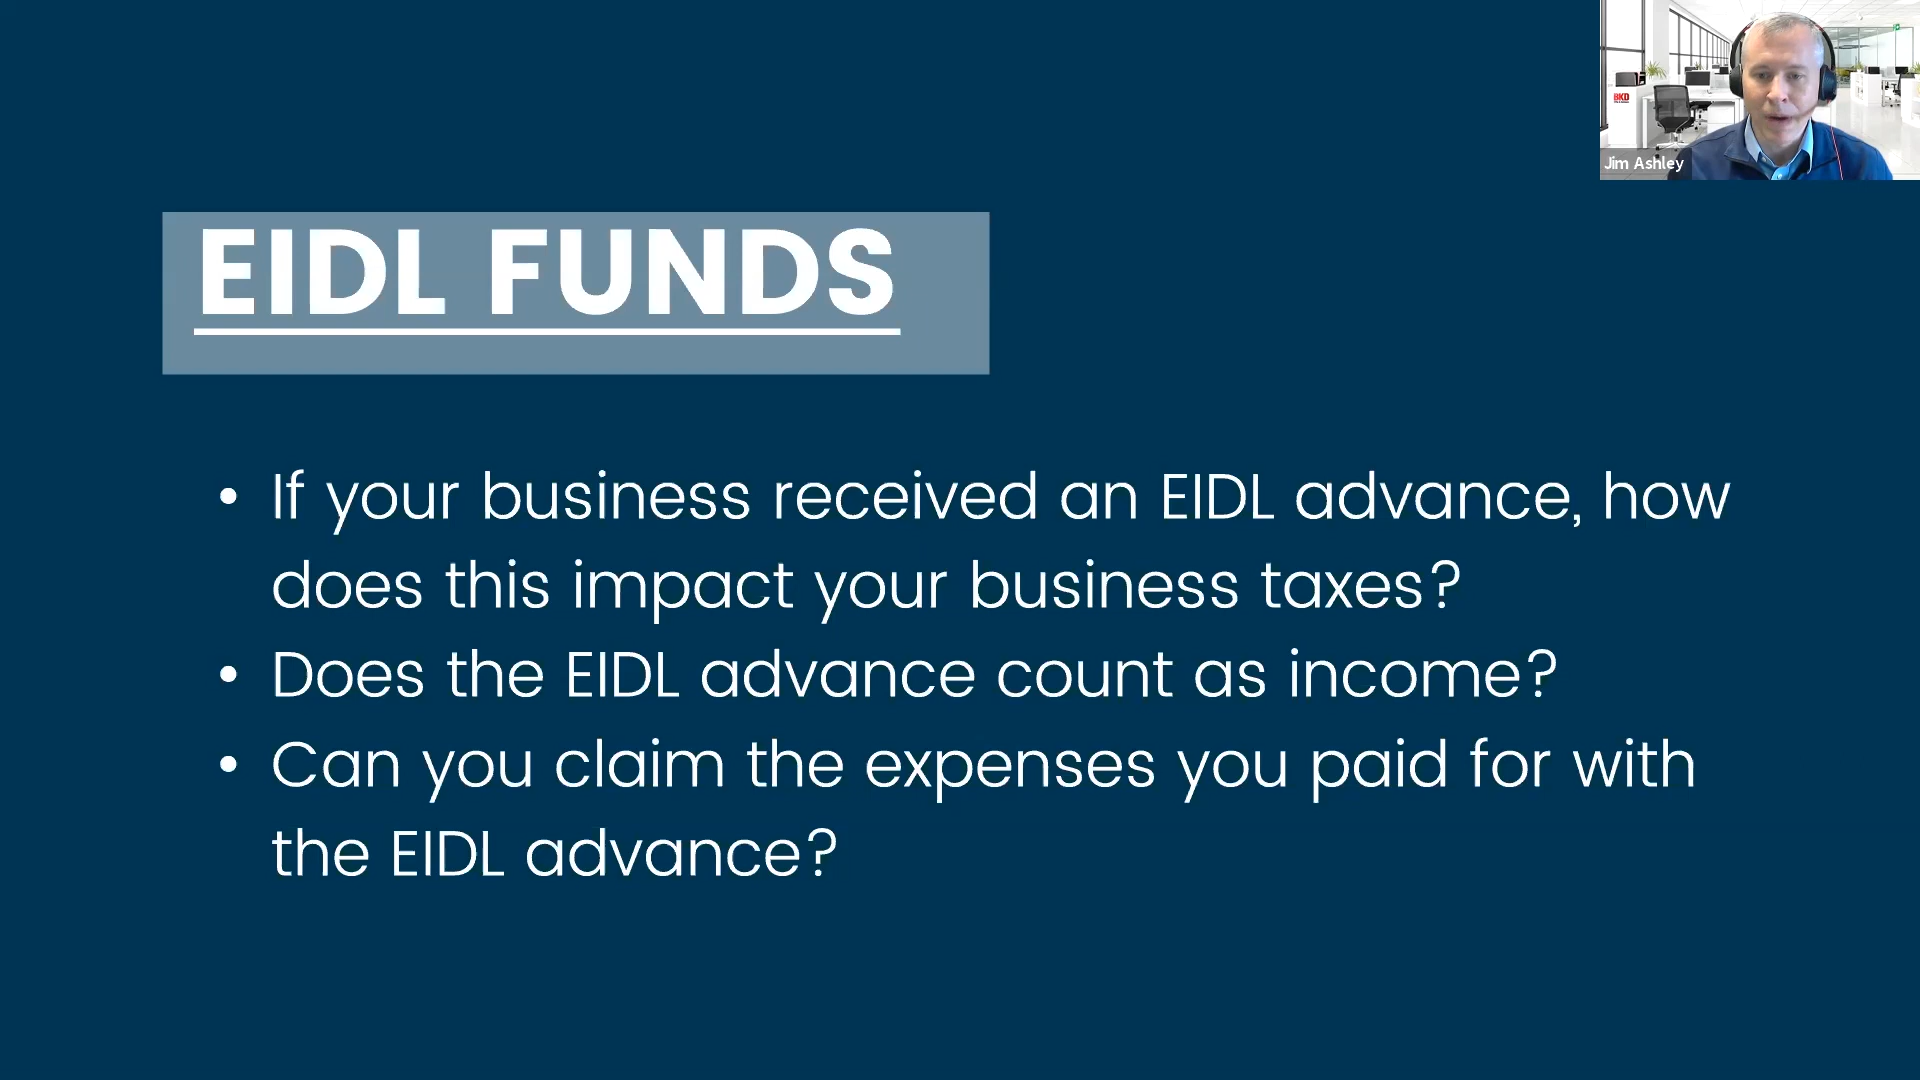 BKD
Jim Ashley
EIDL FUNDS
• If your business received an EIDL advance, how
does this impact your business taxes?
• Does the EIDL advance count as income?
• Can you claim the expenses you paid for with
the EIDL advance?